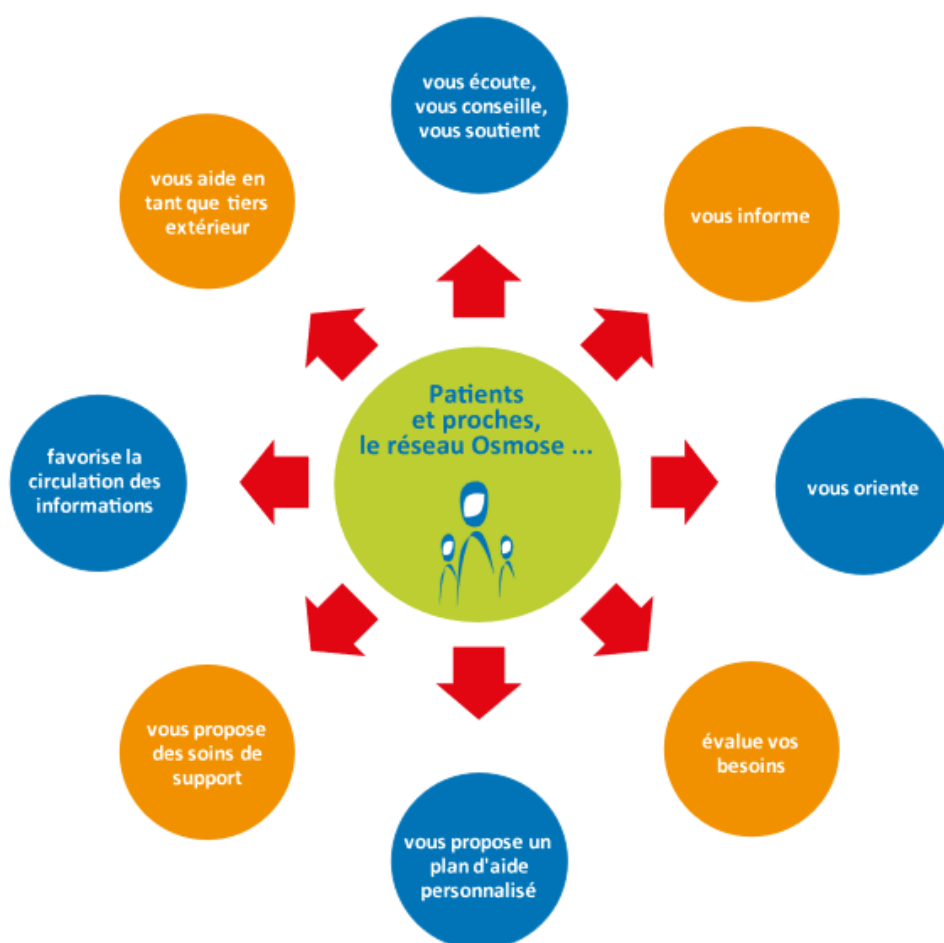 vous écoute,
vous conseille,
vous soutient
vous informe
vous oriente
évalue vos
besoins
vous propose un
plan d'aide
personnalisé
vous propose
des soins de
support
favorise la
circulation des
informations
vous aide en
tant que tiers
extérieur
Patients
et proches,
le réseau Osmose ...